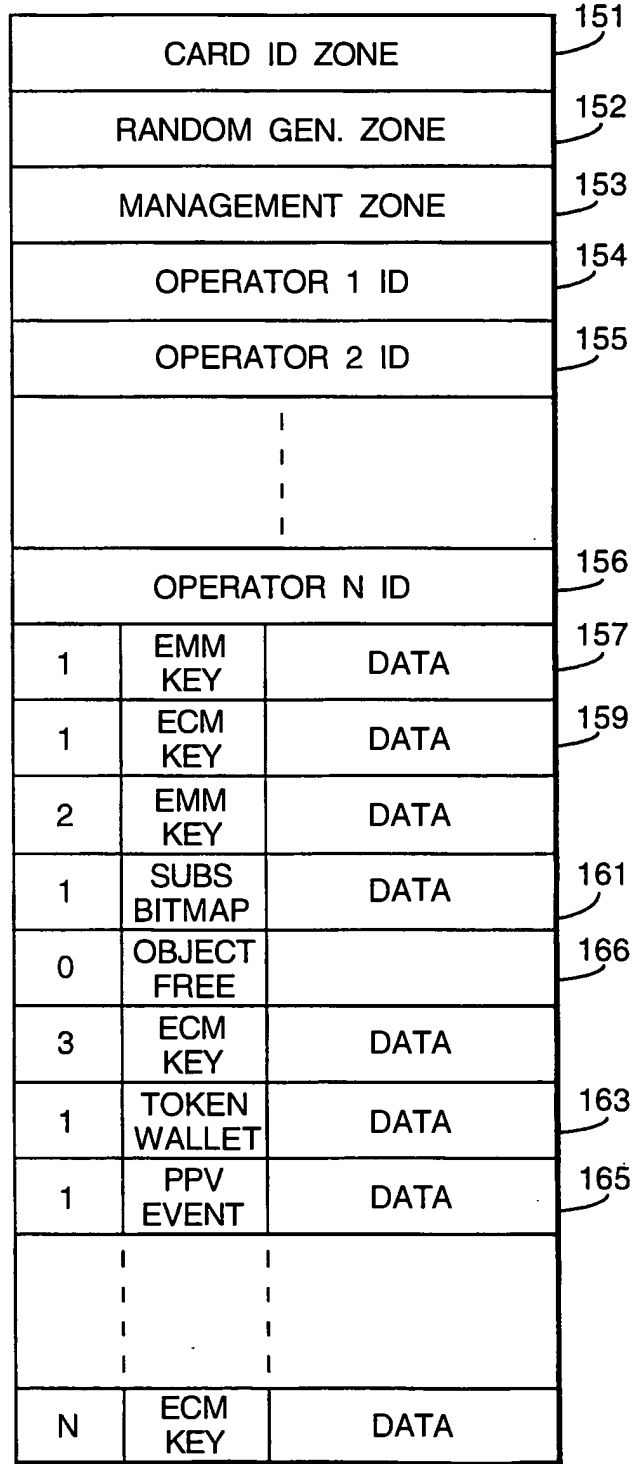 151
CARD ID ZONE
152
RANDOM GEN. ZONE
153
MANAGEMENT ZONE
154
OPERATOR 1 ID
155
OPERATOR 2 ID
156
OPERATOR N ID
157
1 EMM KEY DATA
159
1 ECM KEY DATA
2 EMM KEY DATA
161
1 SUBS BITMAP DATA
166
0 OBJECT FREE
3 ECM KEY DATA
163
1 TOKEN WALLET DATA
165
1 PPV EVENT DATA
N ECM KEY DATA